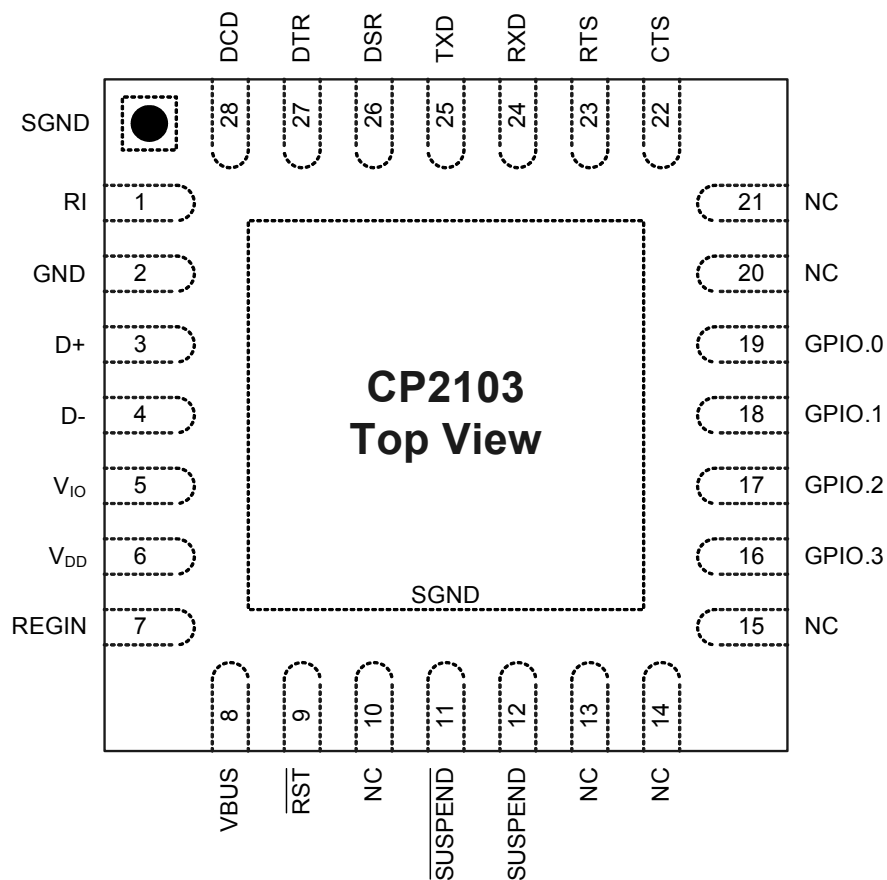 DCD
DTR
DSR
TXD
RXD
RTS
CTS
28
27
26
25
24
23
22
SGND
RI 1
21 NC
GND 2
20 NC
D+ 3
19 GPIO.0
D- 4
18 GPIO.1
VIO 5
17 GPIO.2
VDD 6
16 GPIO.3
REGIN 7
15 NC
CP2103
Top View
SGND
8
9
10
11
12
13
14
VBUS
RST
NC
SUSPEND
SUSPEND
NC
NC